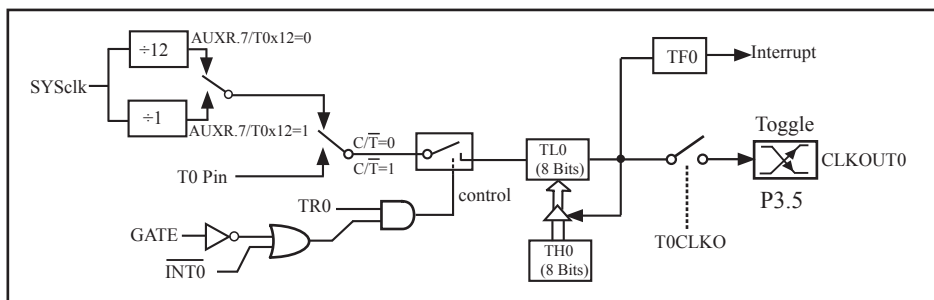 AUXR.7/T0x12=0
÷12
SYSclk
÷1
AUXR.7/T0x12=1
C/T̅=0
C/T̅=1
T0 Pin
TR0
control
GATE
I̅N̅T̅0̅
TL0
(8 Bits)
TH0
(8 Bits)
TF0
Interrupt
Toggle
CLKOUT0
P3.5
T0CLKO